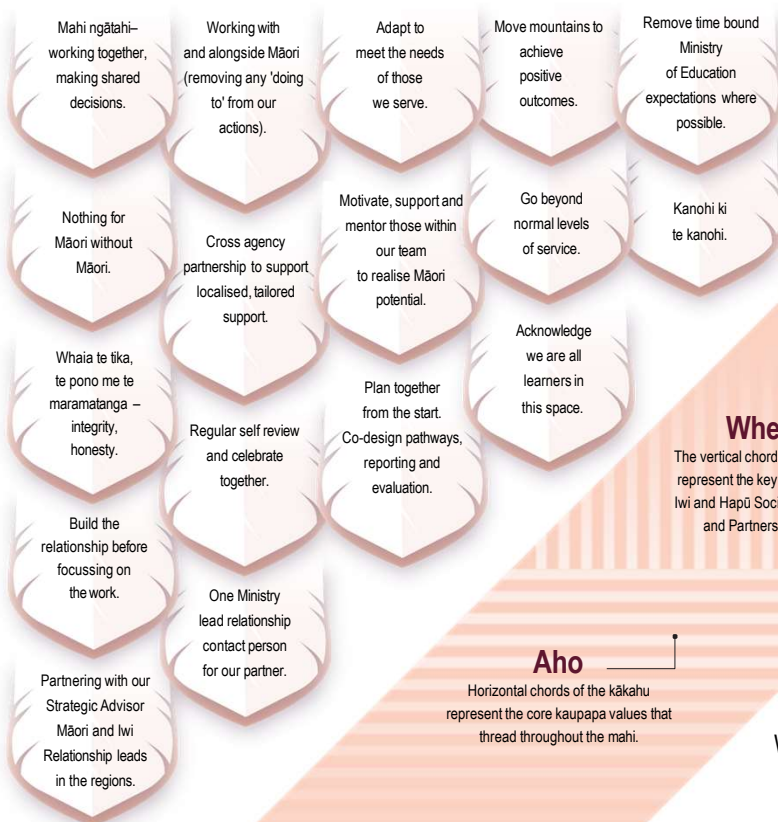 Mahi ngātahi–
working together,
making shared
decisions.
Working with
and alongside Māori
(removing any 'doing
to' from our
actions).
Adapt to
meet the needs
of those
we serve.
Move mountains to
achieve
positive
outcomes.
Remove time bound
Ministry
of Education
expectations where
possible.
Nothing for
Māori without
Māori.
Cross agency
partnership to support
localised, tailored
support.
Motivate, support and
mentor those within
our team
to realise Māori
potential.
Go beyond
normal levels
of service.
Kanohi ki
te kanohi.
Whaia te tika,
te pono me te
maramatanga –
integrity,
honesty.
Regular self review
and celebrate
together.
Plan together
from the start.
Co-design pathways,
reporting and
evaluation.
Acknowledge
we are all
learners in
this space.
Build the
relationship before
focussing on
the work.
One Ministry
lead relationship
contact person
for our partner.
Partnering with our
Strategic Advisor
Māori and Iwi
Relationship leads
in the regions.
The vertical chord
represent the key
Iwi and Hapū
and
Aho
Horizontal chords of the kākahu
represent the core kaupapa values that
thread throughout the mahi.